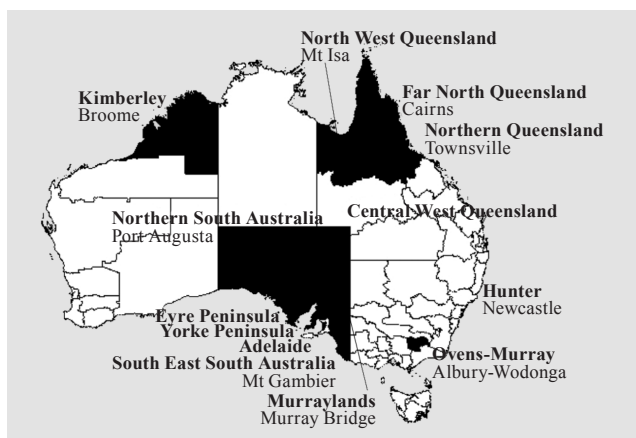 North West Queensland
Mt Isa
Kimberley
Broome
Far North Queensland
Cairns
Northern Queensland
Townsville
Northern South Australia
Port Augusta
Central West Queensland
Hunter
Newcastle
Eyre Peninsula
Yorke Peninsula
Adelaide
South East South Australia
Mt Gambier
Ovens-Murray
Albury-Wodonga
Murraylands
Murray Bridge